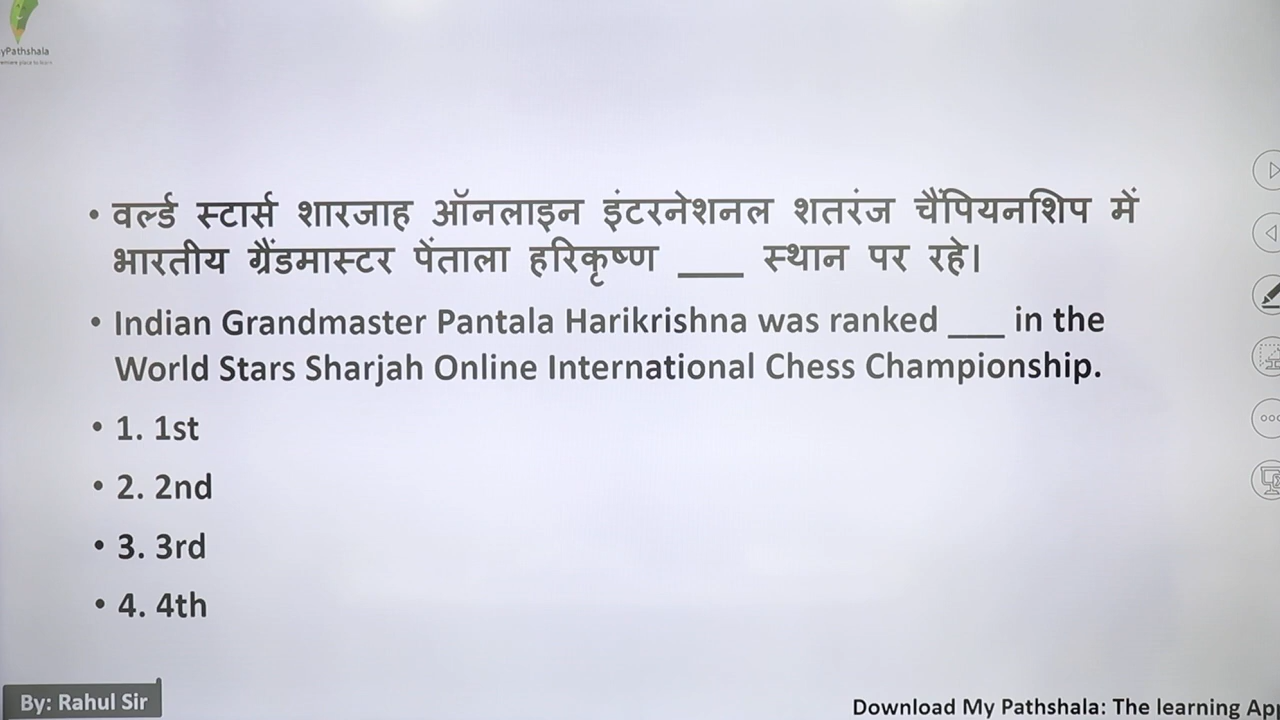 yPathshala
• वर्ल्ड स्टार्स शारजाह ऑनलाइन इंटरनेशनल शतरंज चैंपियनशिप में
भारतीय ग्रैंडमास्टर पेंताला हरिकृष्ण ____ स्थान पर रहे।
• Indian Grandmaster Pantala Harikrishna was ranked ___ in the
World Stars Sharjah Online International Chess Championship.
• 1. 1st
• 2. 2nd
• 3. 3rd
• 4. 4th
By: Rahul Sir
Download My Pathshala: The learning App